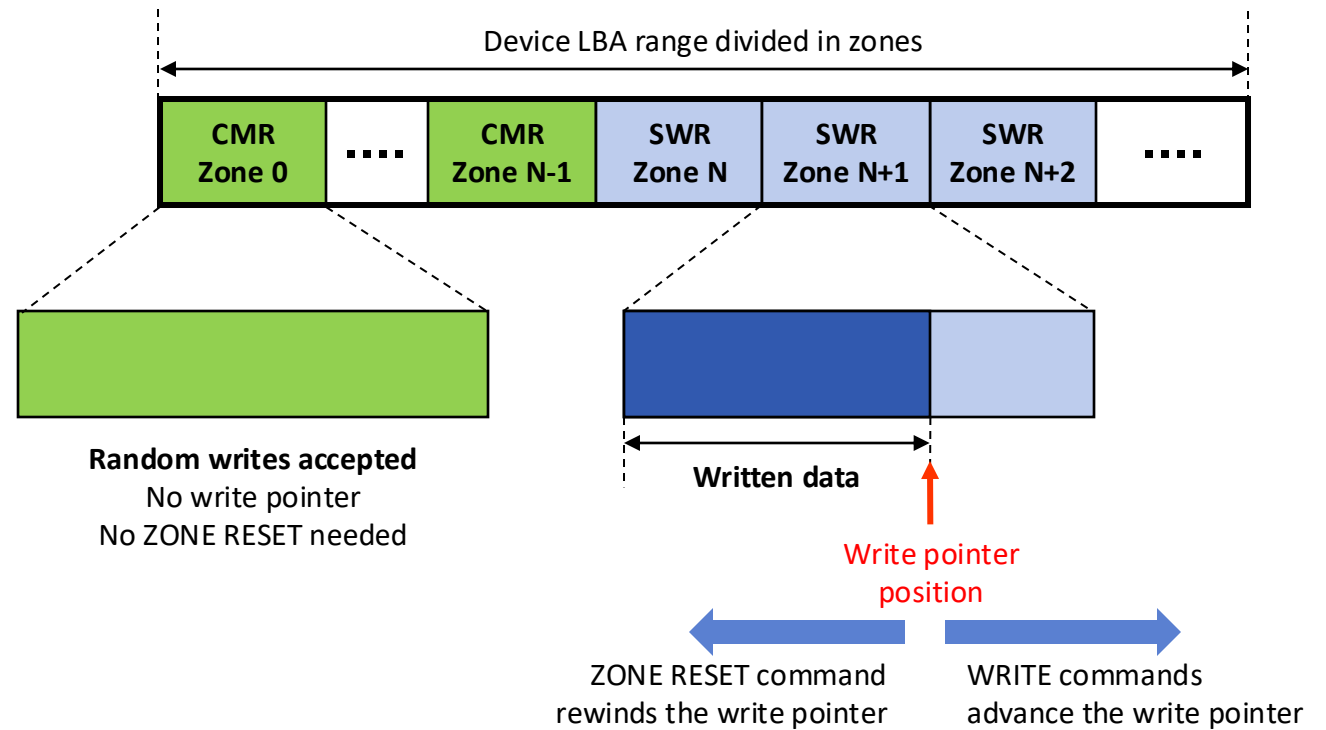 Device LBA range divided in zones
CMR
Zone 0
....
CMR
Zone N-1
SWR
Zone N
SWR
Zone N+1
SWR
Zone N+2
....
Random writes accepted
No write pointer
No ZONE RESET needed
Written data
Write pointer
position
ZONE RESET command
rewinds the write pointer
WRITE commands
advance the write pointer